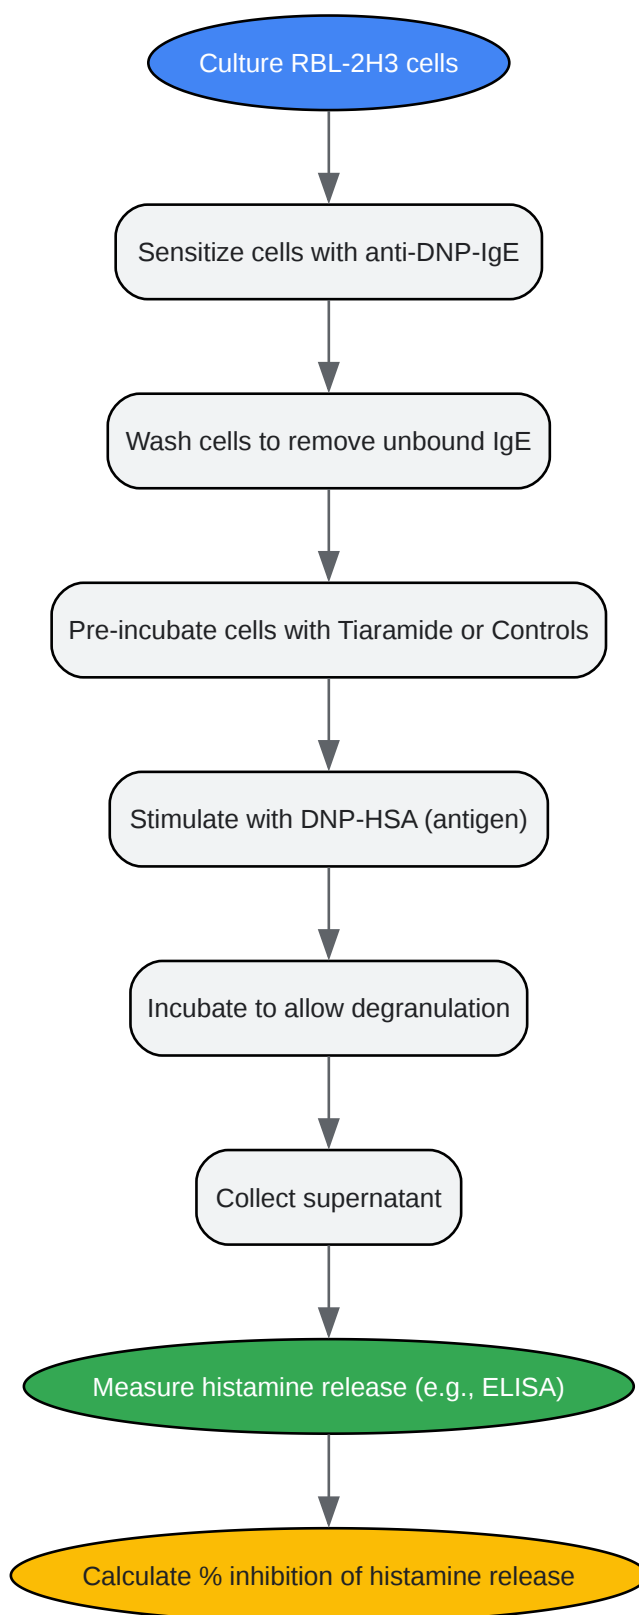 Culture RBL-2H3 cells
Sensitize cells with anti-DNP-IgE
Wash cells to remove unbound IgE
Pre-incubate cells with Tiaramide or Controls
Stimulate with DNP-HSA (antigen)
Incubate to allow degranulation
Collect supernatant
Measure histamine release (e.g., ELISA)
Calculate % inhibition of histamine release